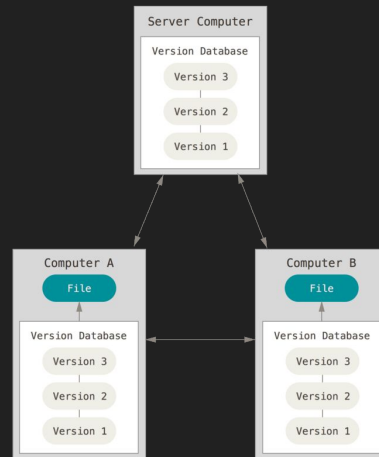 Server Computer
Version Database
Version 3
Version 2
Version 1
Computer A
File
Version Database
Version 3
Version 2
Version 1
Computer B
File
Version Database
Version 3
Version 2
Version 1